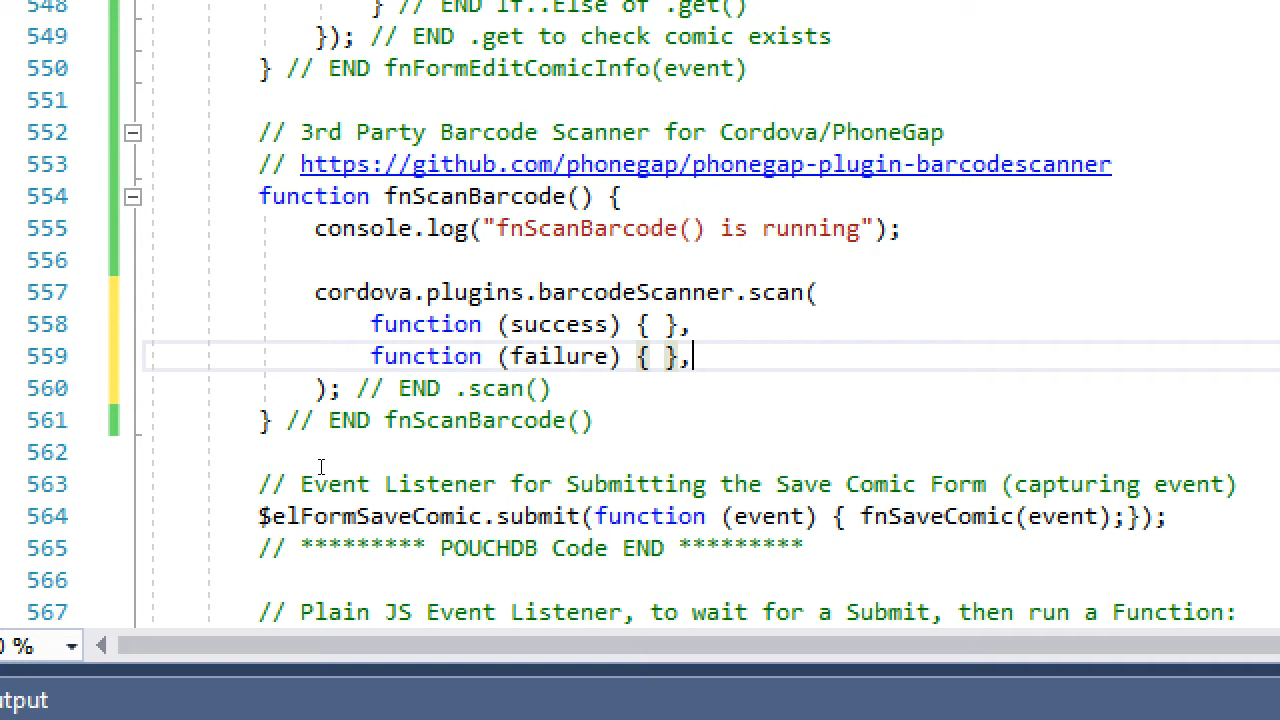 548 } // END If..Else of .get()
549 }); // END .get to check comic exists
550 } // END fnFormEditComicInfo(event)
551
552 // 3rd Party Barcode Scanner for Cordova/PhoneGap
553 // https://github.com/phonegap/phonegap-plugin-barcodescanner
554 function fnScanBarcode() {
555 console.log("fnScanBarcode() is running");
556
557 cordova.plugins.barcodeScanner.scan(
558 function (success) { },
559 function (failure) { },
560 ); // END .scan()
561 } // END fnScanBarcode()
562
563 // Event Listener for Submitting the Save Comic Form (capturing event)
564 $elFormSaveComic.submit(function (event) { fnSaveComic(event);});
565 // ********* POUCHDB Code END *********
566
567 // Plain JS Event Listener, to wait for a Submit, then run a Function:
0 %
utput